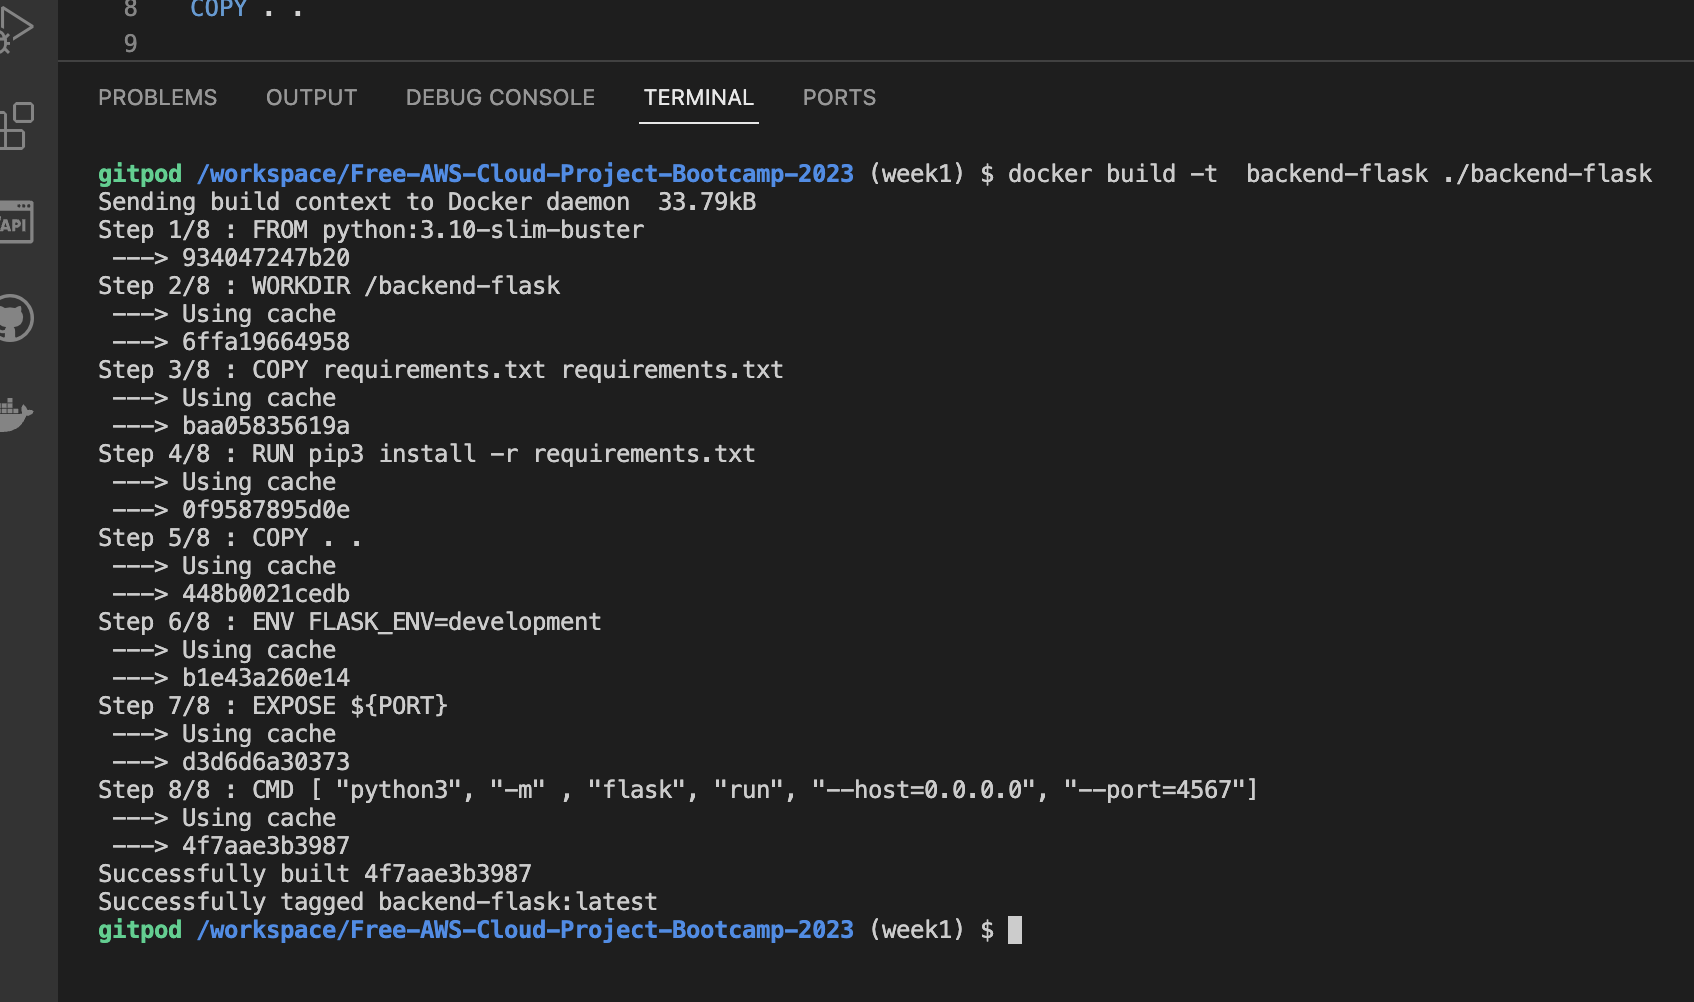 8 COPY . .
9
PROBLEMS OUTPUT DEBUG CONSOLE TERMINAL PORTS
gitpod /workspace/Free-AWS-Cloud-Project-Bootcamp-2023 (week1) $ docker build -t  backend-flask ./backend-flask
Sending build context to Docker daemon  33.79kB
Step 1/8 : FROM python:3.10-slim-buster
 ---> 934047247b20
Step 2/8 : WORKDIR /backend-flask
 ---> Using cache
 ---> 6ffa19664958
Step 3/8 : COPY requirements.txt requirements.txt
 ---> Using cache
 ---> baa05835619a
Step 4/8 : RUN pip3 install -r requirements.txt
 ---> Using cache
 ---> 0f9587895d0e
Step 5/8 : COPY . .
 ---> Using cache
 ---> 448b0021cedb
Step 6/8 : ENV FLASK_ENV=development
 ---> Using cache
 ---> b1e43a260e14
Step 7/8 : EXPOSE ${PORT}
 ---> Using cache
 ---> d3d6d6a30373
Step 8/8 : CMD [ "python3", "-m" , "flask", "run", "--host=0.0.0.0", "--port=4567"]
 ---> Using cache
 ---> 4f7aae3b3987
Successfully built 4f7aae3b3987
Successfully tagged backend-flask:latest
gitpod /workspace/Free-AWS-Cloud-Project-Bootcamp-2023 (week1) $
API